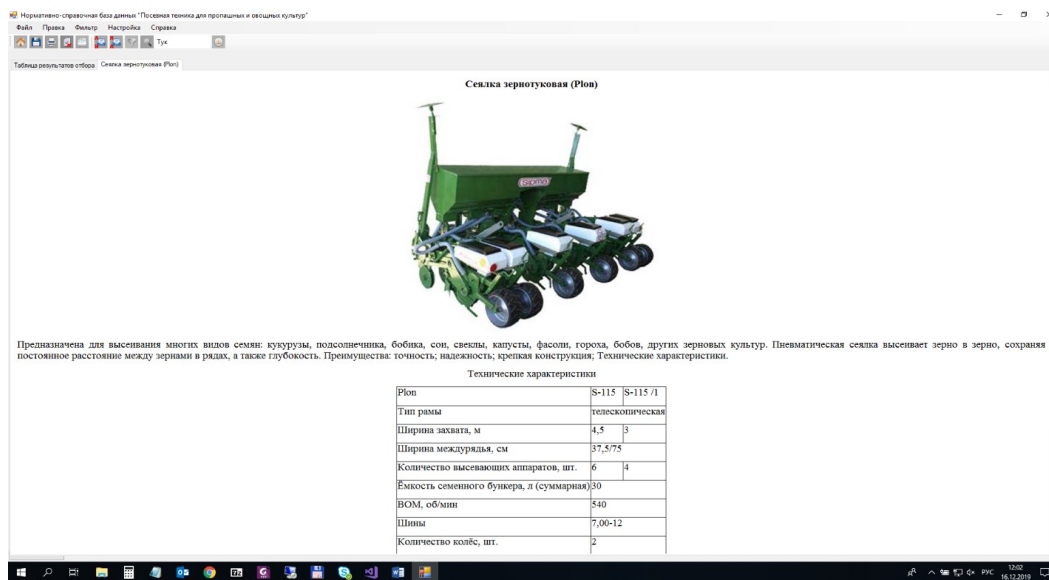 Нормативно-справочная база данных "Посевная техника для пропашных и овощных культур"
Файл Правка Фильтр Настройка Справка
Тук
Таблица результатов отбора Сеялка зернотуковая (Plon)
Сеялка зернотуковая (Plon)
Предназначена для высеивания многих видов семян: кукурузы, подсолнечника, бобика, сои, свеклы, капусты, фасоли, гороха, бобов, других зерновых культур. Пневматическая сеялка высеивает зерно в зерно, сохраняя
постоянное расстояние между зернами в рядах, а также глубокость. Преимущества: точность; надежность; крепкая конструкция; Технические характеристики.
Технические характеристики
Plon S-115 S-115 /1
Тип рамы телескопическая
Ширина захвата, м 4,5 3
Ширина междурядья, см 37,5/75
Количество высевающих аппаратов, шт. 6 4
Ёмкость семенного бункера, л (суммарная) 30
ВОМ, об/мин 540
Шины 7,00-12
Количество колёс, шт. 2
РУС
12:02
16.12.2019